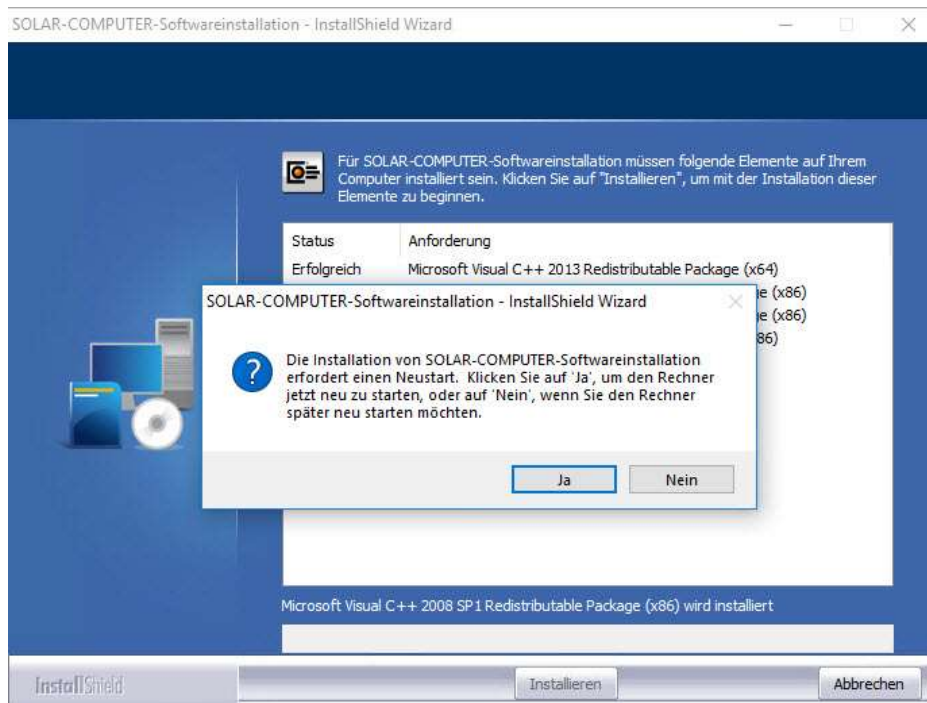 SOLAR-COMPUTER-Softwareinstallation - InstallShield Wizard
Für SOLAR-COMPUTER-Softwareinstallation müssen folgende Elemente auf Ihrem
Computer installiert sein. Klicken Sie auf "Installieren", um mit der Installation dieser
Elemente zu beginnen.
Status Anforderung
Erfolgreich Microsoft Visual C++ 2013 Redistributable Package (x64)
(x86)
(x86)
86)
SOLAR-COMPUTER-Softwareinstallation - InstallShield Wizard
Die Installation von SOLAR-COMPUTER-Softwareinstallation
erfordert einen Neustart. Klicken Sie auf 'Ja', um den Rechner
jetzt neu zu starten, oder auf 'Nein', wenn Sie den Rechner
später neu starten möchten.
Ja Nein
Microsoft Visual C++ 2008 SP1 Redistributable Package (x86) wird installiert
InstallShield
Installieren Abbrechen